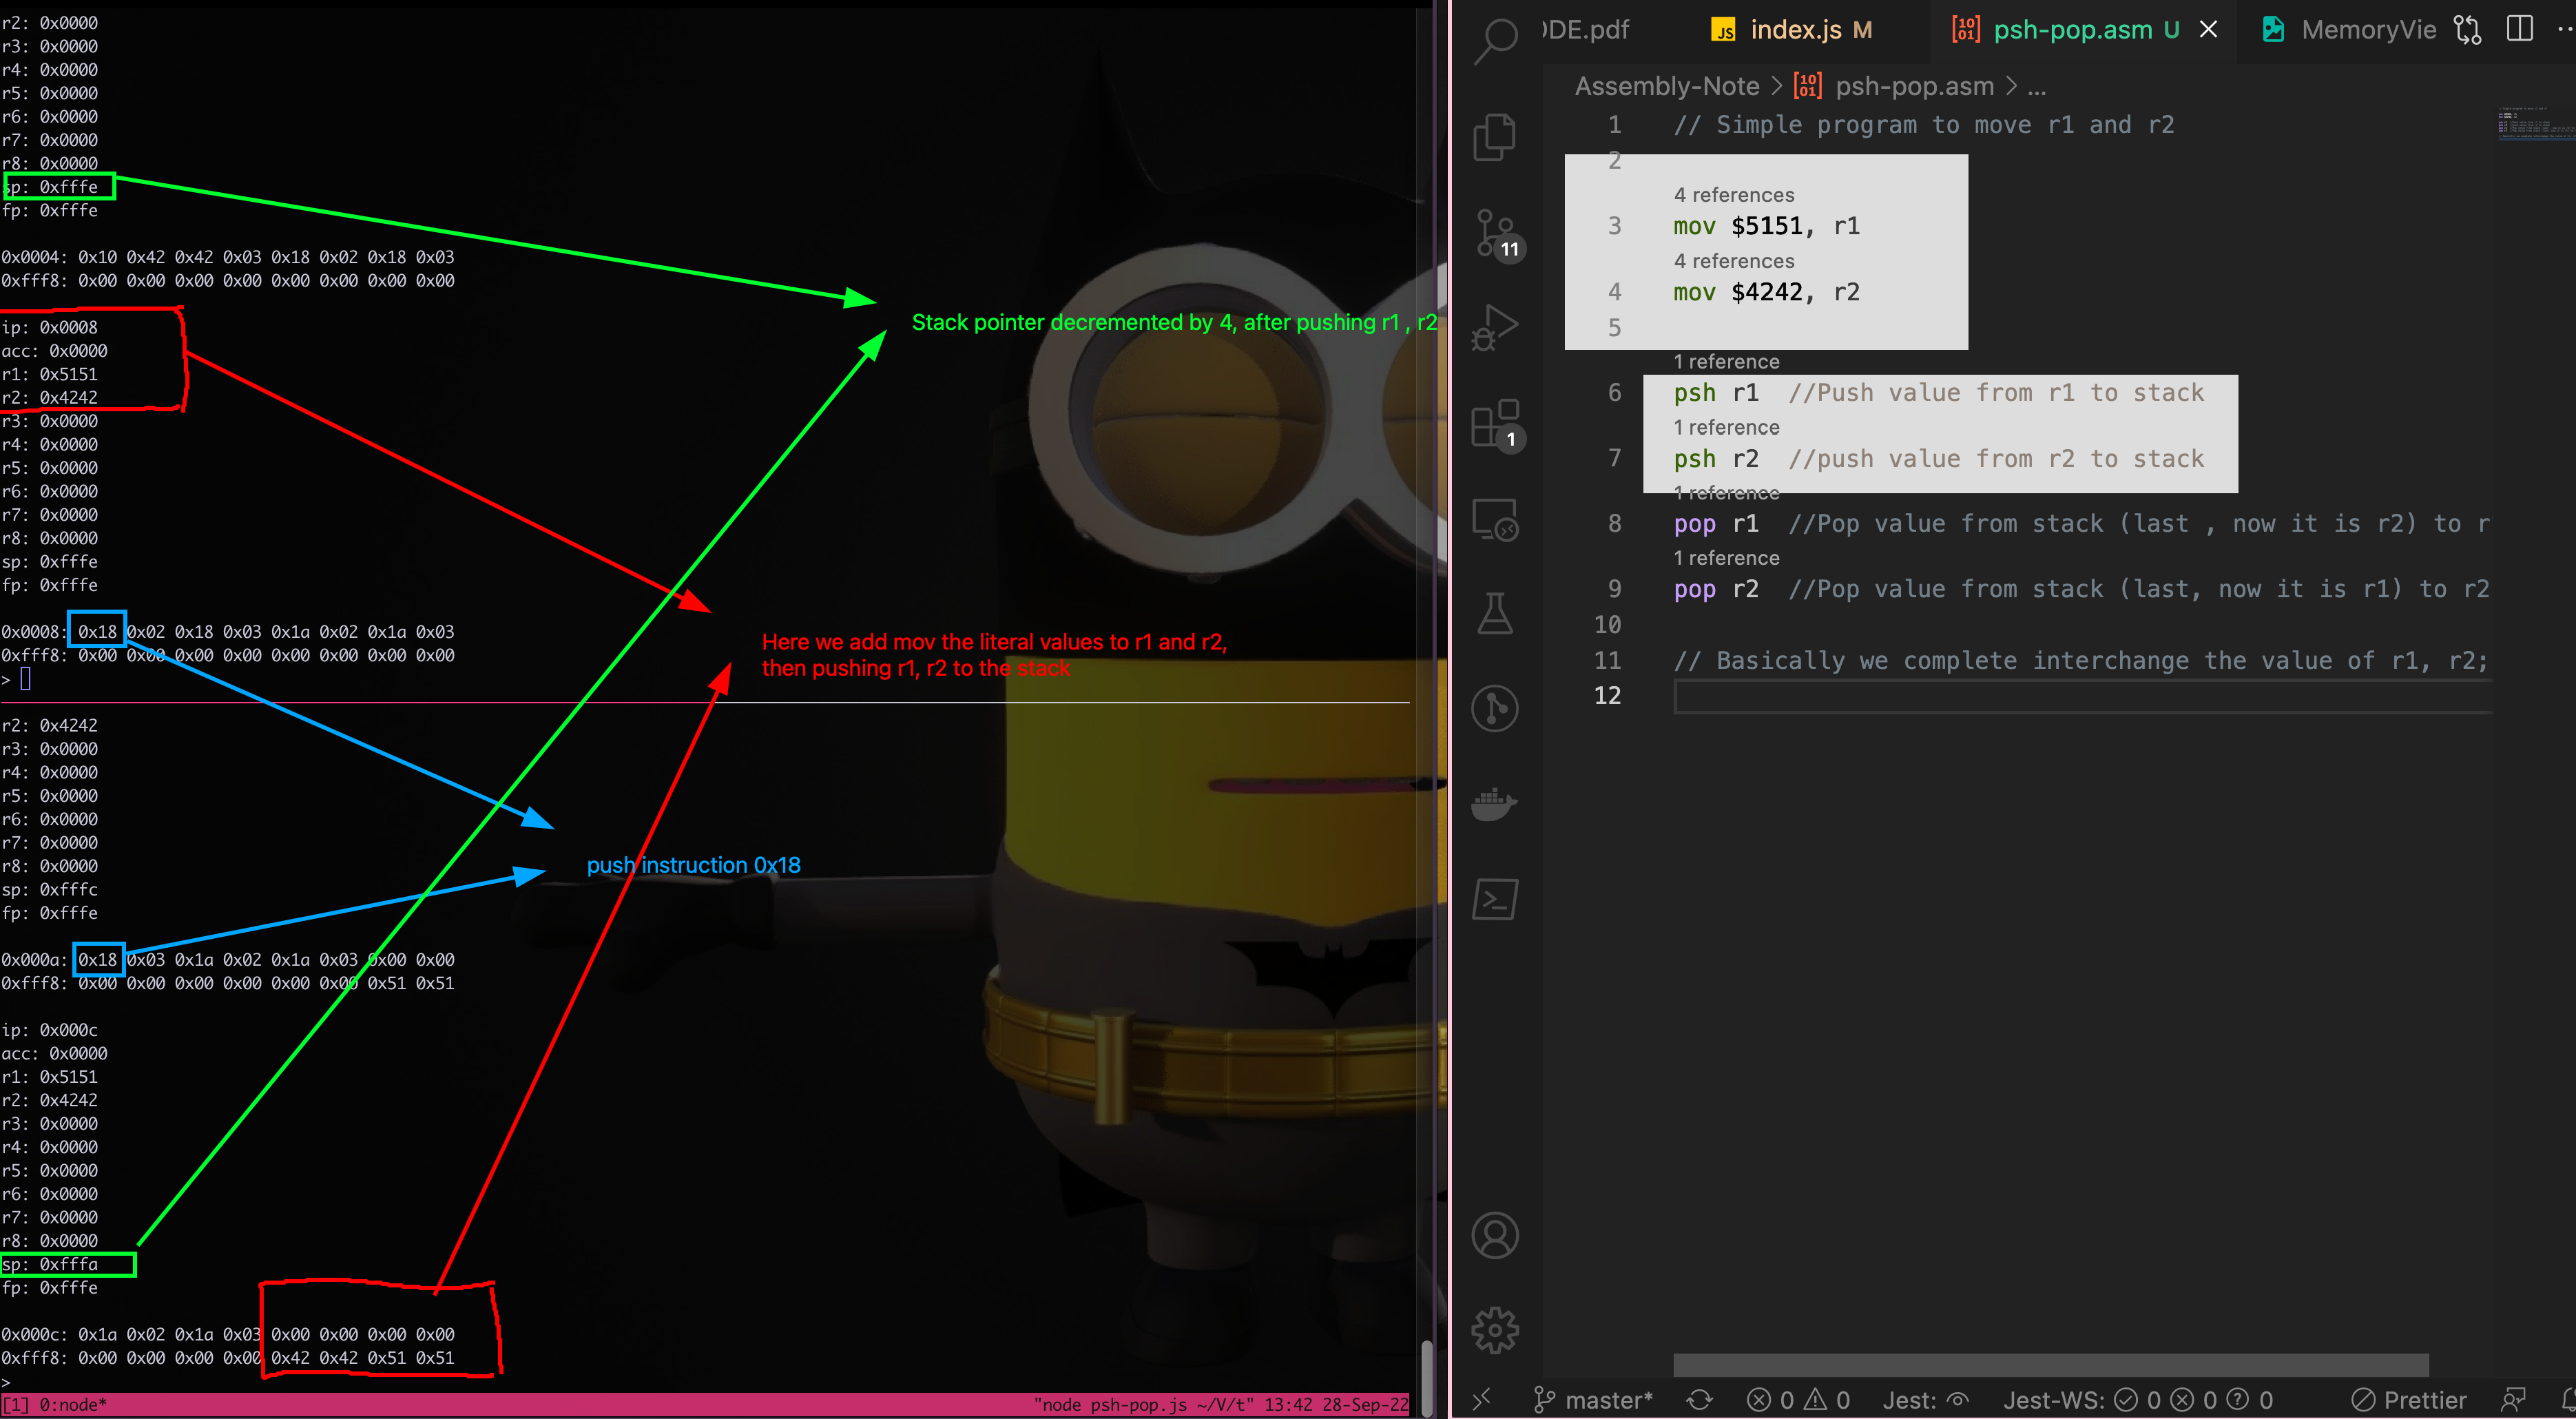 r2: 0x0000
r3: 0x0000
r4: 0x0000
r5: 0x0000
r6: 0x0000
r7: 0x0000
r8: 0x0000
sp: 0xfffe
fp: 0xfffe
0x0004: 0x10 0x42 0x42 0x03 0x18 0x02 0x18 0x03
0xfff8: 0x00 0x00 0x00 0x00 0x00 0x00 0x00 0x00
ip: 0x0008
acc: 0x0000
r1: 0x5151
r2: 0x4242
r3: 0x0000
r4: 0x0000
r5: 0x0000
r6: 0x0000
r7: 0x0000
r8: 0x0000
sp: 0xfffe
fp: 0xfffe
0x0008: 0x18 0x02 0x18 0x03 0x1a 0x02 0x1a 0x03
0xfff8: 0x00 0x00 0x00 0x00 0x00 0x00 0x00 0x00
>
Stack pointer decremented by 4, after pushing r1 , r2
Here we add mov the literal values to r1 and r2,
then pushing r1, r2 to the stack
push instruction 0x18
r2: 0x4242
r3: 0x0000
r4: 0x0000
r5: 0x0000
r6: 0x0000
r7: 0x0000
r8: 0x0000
sp: 0xfffc
fp: 0xfffe
0x000a: 0x18 0x03 0x1a 0x02 0x1a 0x03 0x00 0x00
0xfff8: 0x00 0x00 0x00 0x00 0x00 0x00 0x51 0x51
ip: 0x000c
acc: 0x0000
r1: 0x5151
r2: 0x4242
r3: 0x0000
r4: 0x0000
r5: 0x0000
r6: 0x0000
r7: 0x0000
r8: 0x0000
sp: 0xfffa
fp: 0xfffe
0x000c: 0x1a 0x02 0x1a 0x03 0x00 0x00 0x00 0x00
0xfff8: 0x00 0x00 0x00 0x00 0x42 0x42 0x51 0x51
>
[1] 0:node* "node psh-pop.js ~/V/t" 13:42 28-Sep-22
DDE.pdf JS index.js M psh-pop.asm U MemoryVie
Assembly-Note > psh-pop.asm > ...
1 // Simple program to move r1 and r2
2
4 references
3 mov $5151, r1
4 references
4 mov $4242, r2
5
1 reference
6 psh r1 //Push value from r1 to stack
1 reference
7 psh r2 //push value from r2 to stack
1 reference
8 pop r1 //Pop value from stack (last , now it is r2) to r
1 reference
9 pop r2 //Pop value from stack (last, now it is r1) to r2
10
11 // Basically we complete interchange the value of r1, r2;
12
11
1
master* 0 0 Jest: Jest-WS: 0 0 0 Prettier